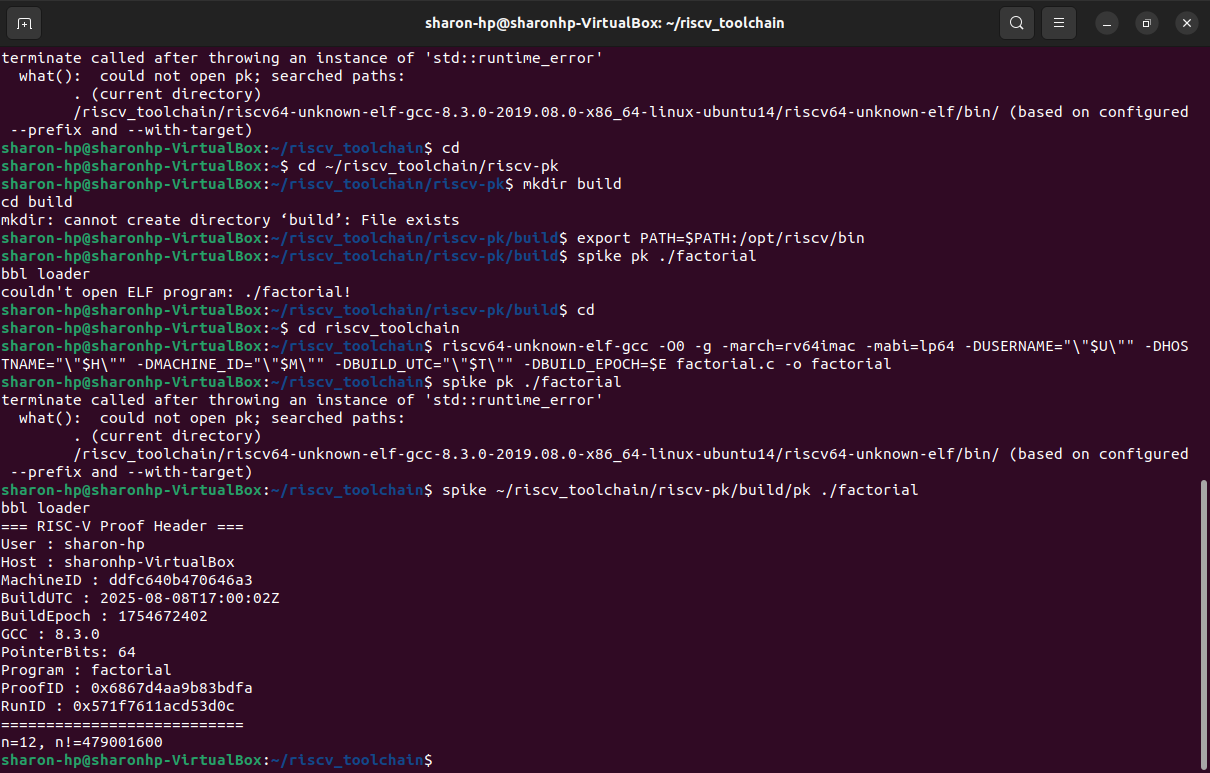 sharon-hp@sharonhp-VirtualBox: ~/riscv_toolchain
terminate called after throwing an instance of 'std::runtime_error'
  what():  could not open pk; searched paths:
        . (current directory)
        /riscv_toolchain/riscv64-unknown-elf-gcc-8.3.0-2019.08.0-x86_64-linux-ubuntu14/riscv64-unknown-elf/bin/ (based on configured
 --prefix and --with-target)
sharon-hp@sharonhp-VirtualBox:~/riscv_toolchain$ cd
sharon-hp@sharonhp-VirtualBox:~$ cd ~/riscv_toolchain/riscv-pk
sharon-hp@sharonhp-VirtualBox:~/riscv_toolchain/riscv-pk$ mkdir build
cd build
mkdir: cannot create directory ‘build’: File exists
sharon-hp@sharonhp-VirtualBox:~/riscv_toolchain/riscv-pk/build$ export PATH=$PATH:/opt/riscv/bin
sharon-hp@sharonhp-VirtualBox:~/riscv_toolchain/riscv-pk/build$ spike pk ./factorial
bbl loader
couldn't open ELF program: ./factorial!
sharon-hp@sharonhp-VirtualBox:~/riscv_toolchain/riscv-pk/build$ cd
sharon-hp@sharonhp-VirtualBox:~$ cd riscv_toolchain
sharon-hp@sharonhp-VirtualBox:~/riscv_toolchain$ riscv64-unknown-elf-gcc -O0 -g -march=rv64imac -mabi=lp64 -DUSERNAME="\"$U\"" -DHOS
TNAME="\"$H\"" -DMACHINE_ID="\"$M\"" -DBUILD_UTC="\"$T\"" -DBUILD_EPOCH=$E factorial.c -o factorial
sharon-hp@sharonhp-VirtualBox:~/riscv_toolchain$ spike pk ./factorial
terminate called after throwing an instance of 'std::runtime_error'
  what():  could not open pk; searched paths:
        . (current directory)
        /riscv_toolchain/riscv64-unknown-elf-gcc-8.3.0-2019.08.0-x86_64-linux-ubuntu14/riscv64-unknown-elf/bin/ (based on configured
 --prefix and --with-target)
sharon-hp@sharonhp-VirtualBox:~/riscv_toolchain$ spike ~/riscv_toolchain/riscv-pk/build/pk ./factorial
bbl loader
=== RISC-V Proof Header ===
User : sharon-hp
Host : sharonhp-VirtualBox
MachineID : ddfc640b470646a3
BuildUTC : 2025-08-08T17:00:02Z
BuildEpoch : 1754672402
GCC : 8.3.0
PointerBits: 64
Program : factorial
ProofID : 0x6867d4aa9b83bdfa
RunID : 0x571f7611acd53d0c
===========================
n=12, n!=479001600
sharon-hp@sharonhp-VirtualBox:~/riscv_toolchain$